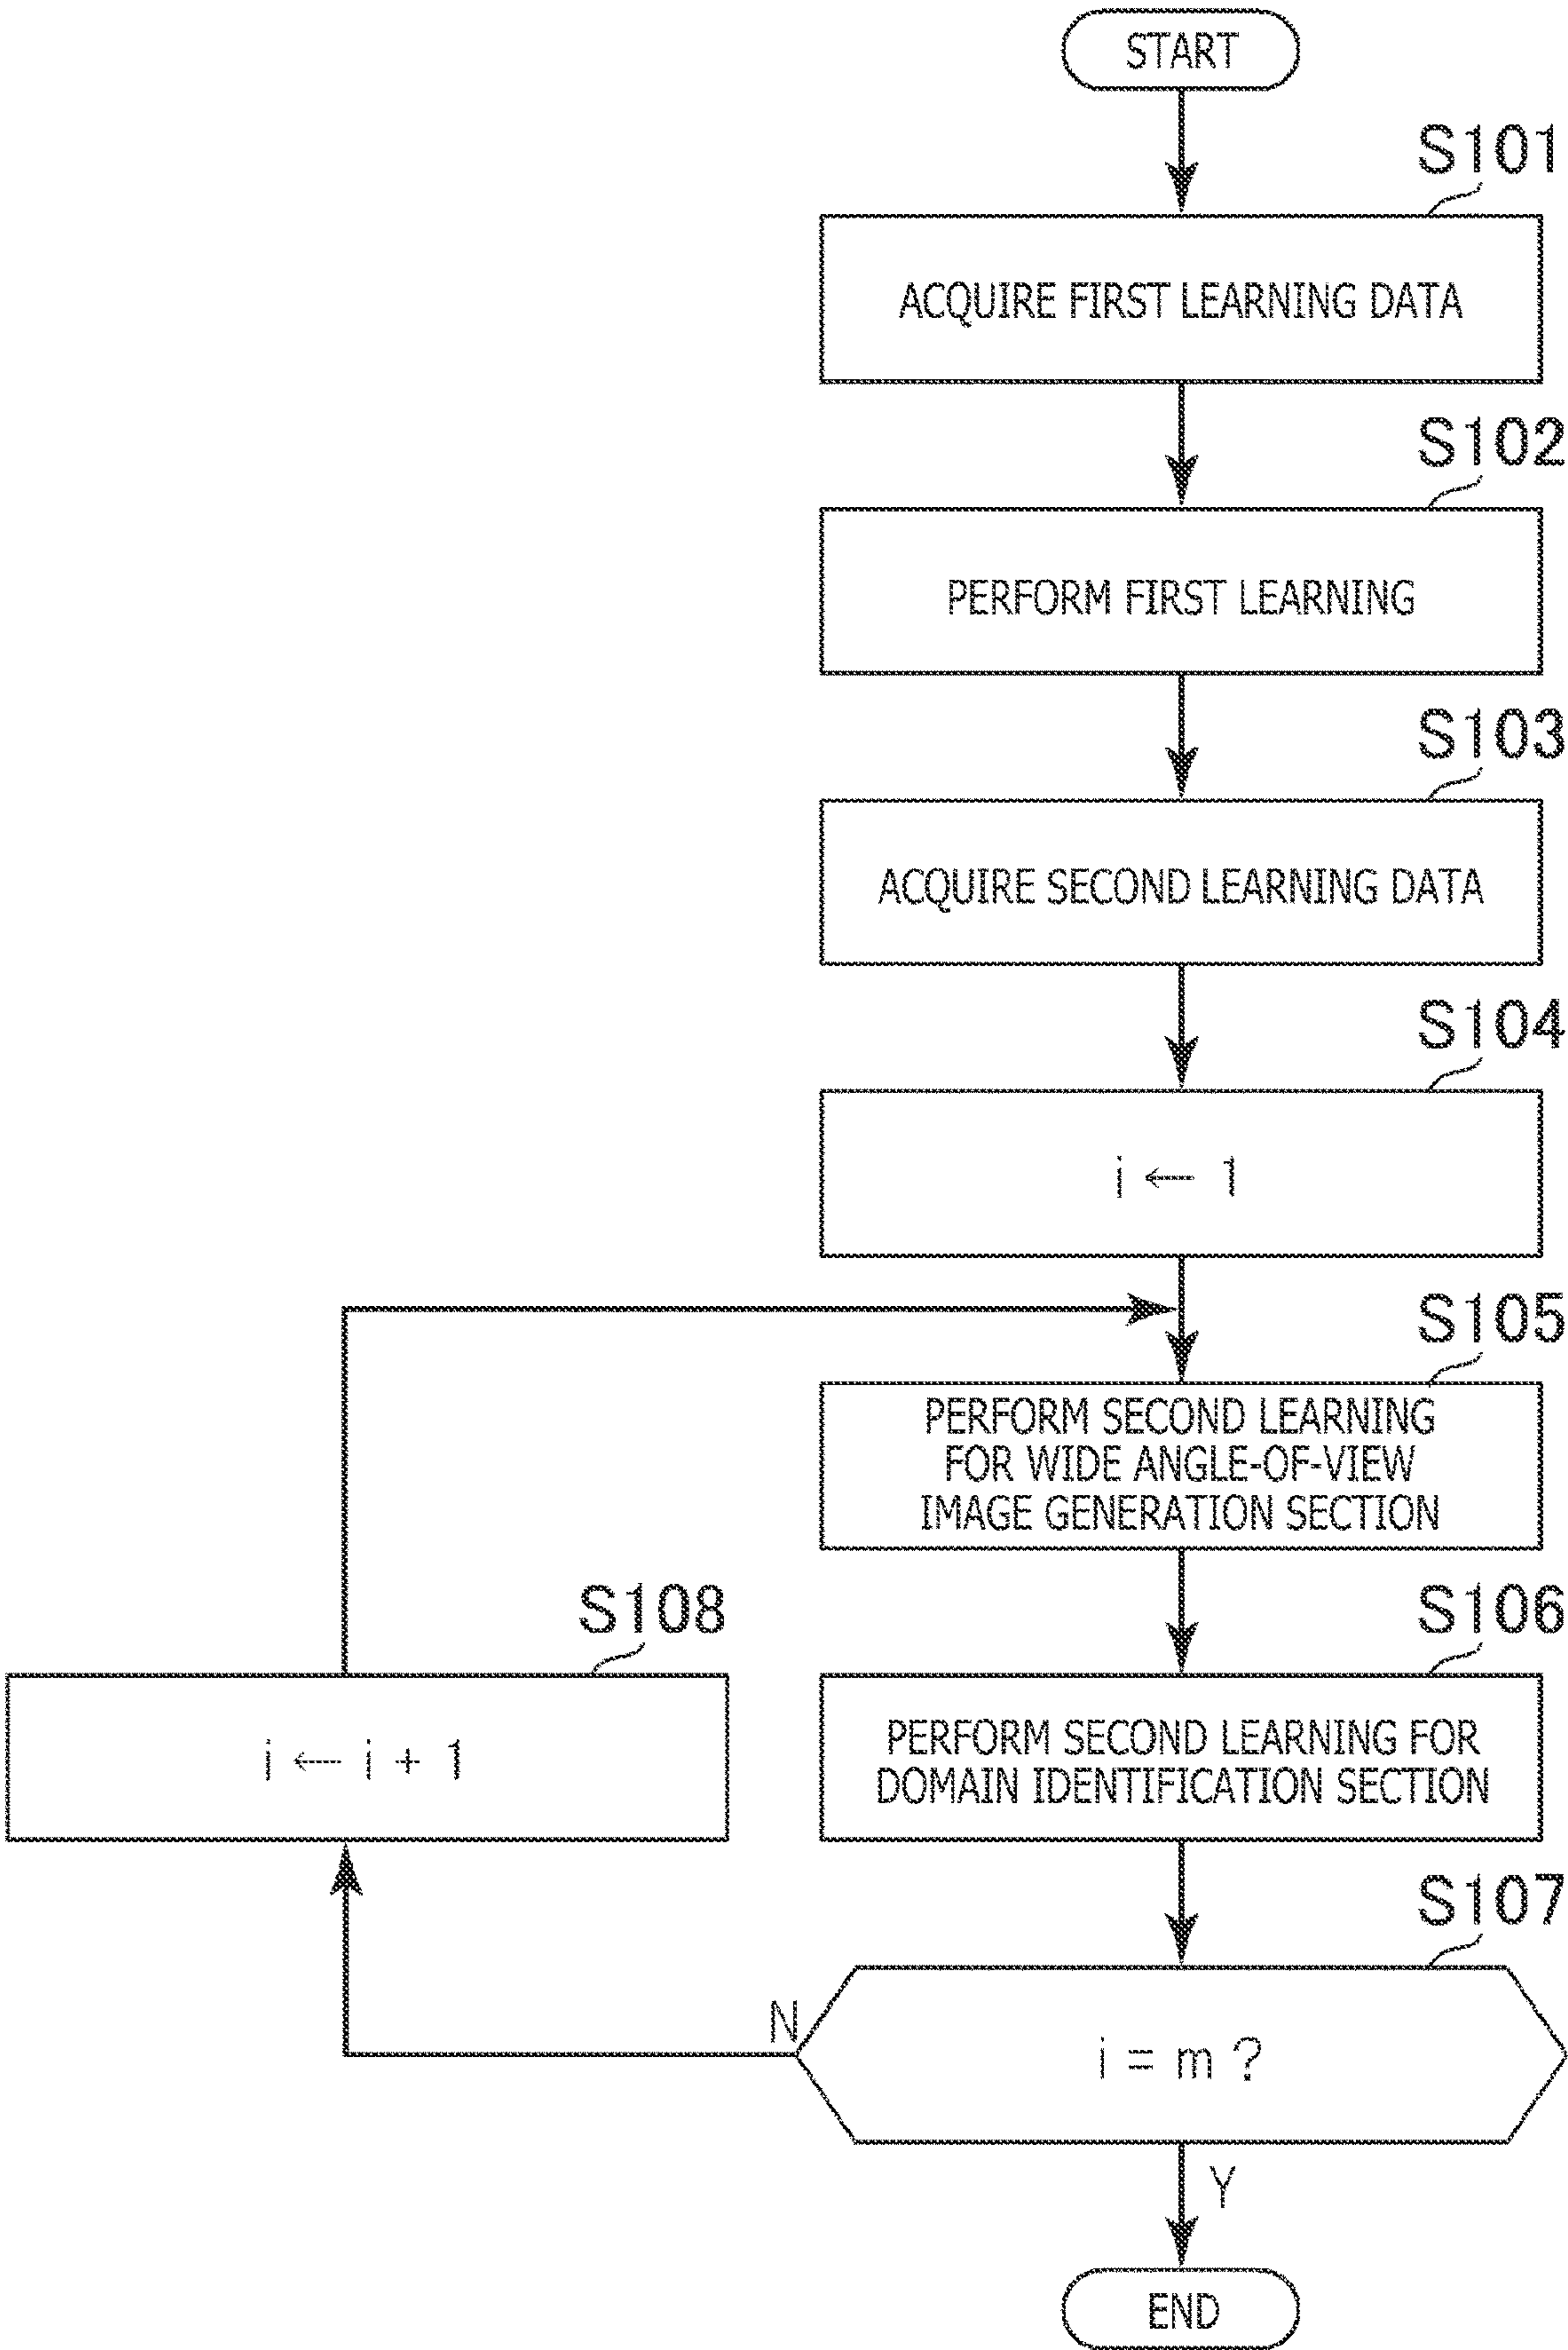 START
S101
ACQUIRE FIRST LEARNING DATA
S102
PERFORM FIRST LEARNING
S103
ACQUIRE SECOND LEARNING DATA
S104
i ← 1
S105
PERFORM SECOND LEARNING
FOR WIDE ANGLE-OF-VIEW
IMAGE GENERATION SECTION
S106
PERFORM SECOND LEARNING FOR
DOMAIN IDENTIFICATION SECTION
S108
i ← i + 1
S107
N
i = m ?
Y
END